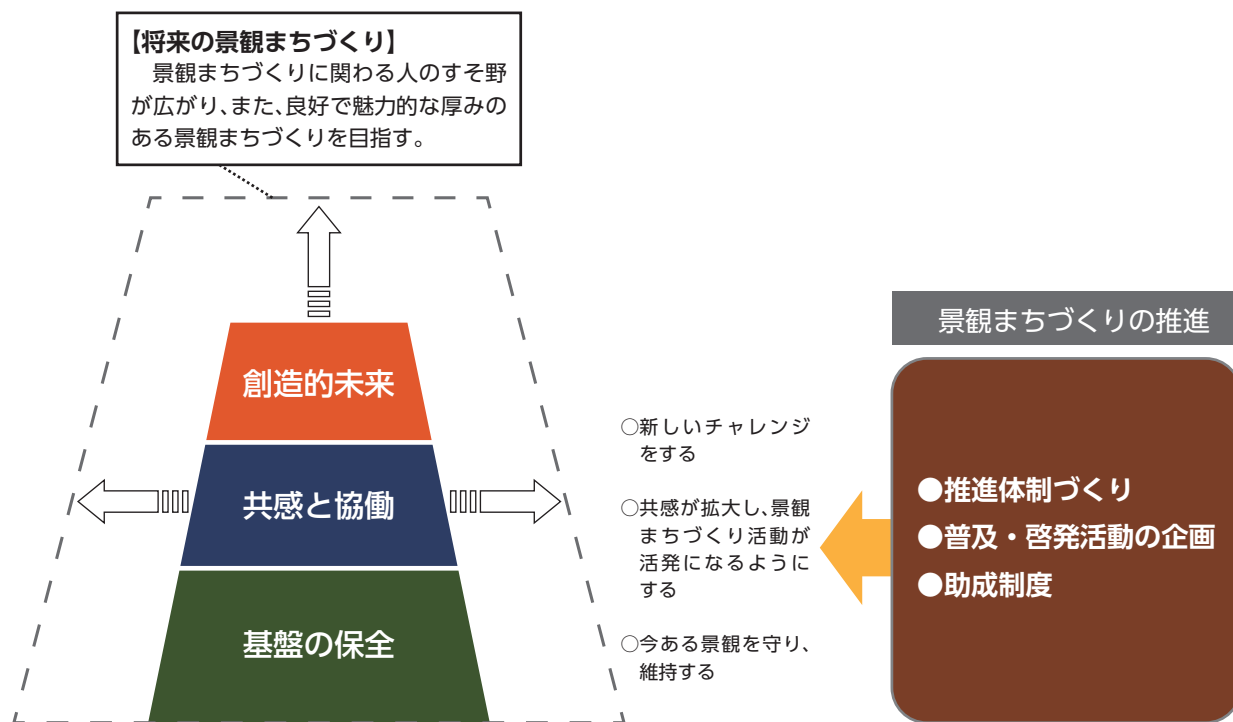 【将来の景観まちづくり】
　景観まちづくりに関わる人のすそ野
が広がり、また、良好で魅力的な厚みの
ある景観まちづくりを目指す。
創造的未来
共感と協働
基盤の保全
○新しいチャレンジ
をする
○共感が拡大し、景観
まちづくり活動が
活発になるように
する
○今ある景観を守り、
維持する
景観まちづくりの推進
●推進体制づくり
●普及・啓発活動の企画
●助成制度